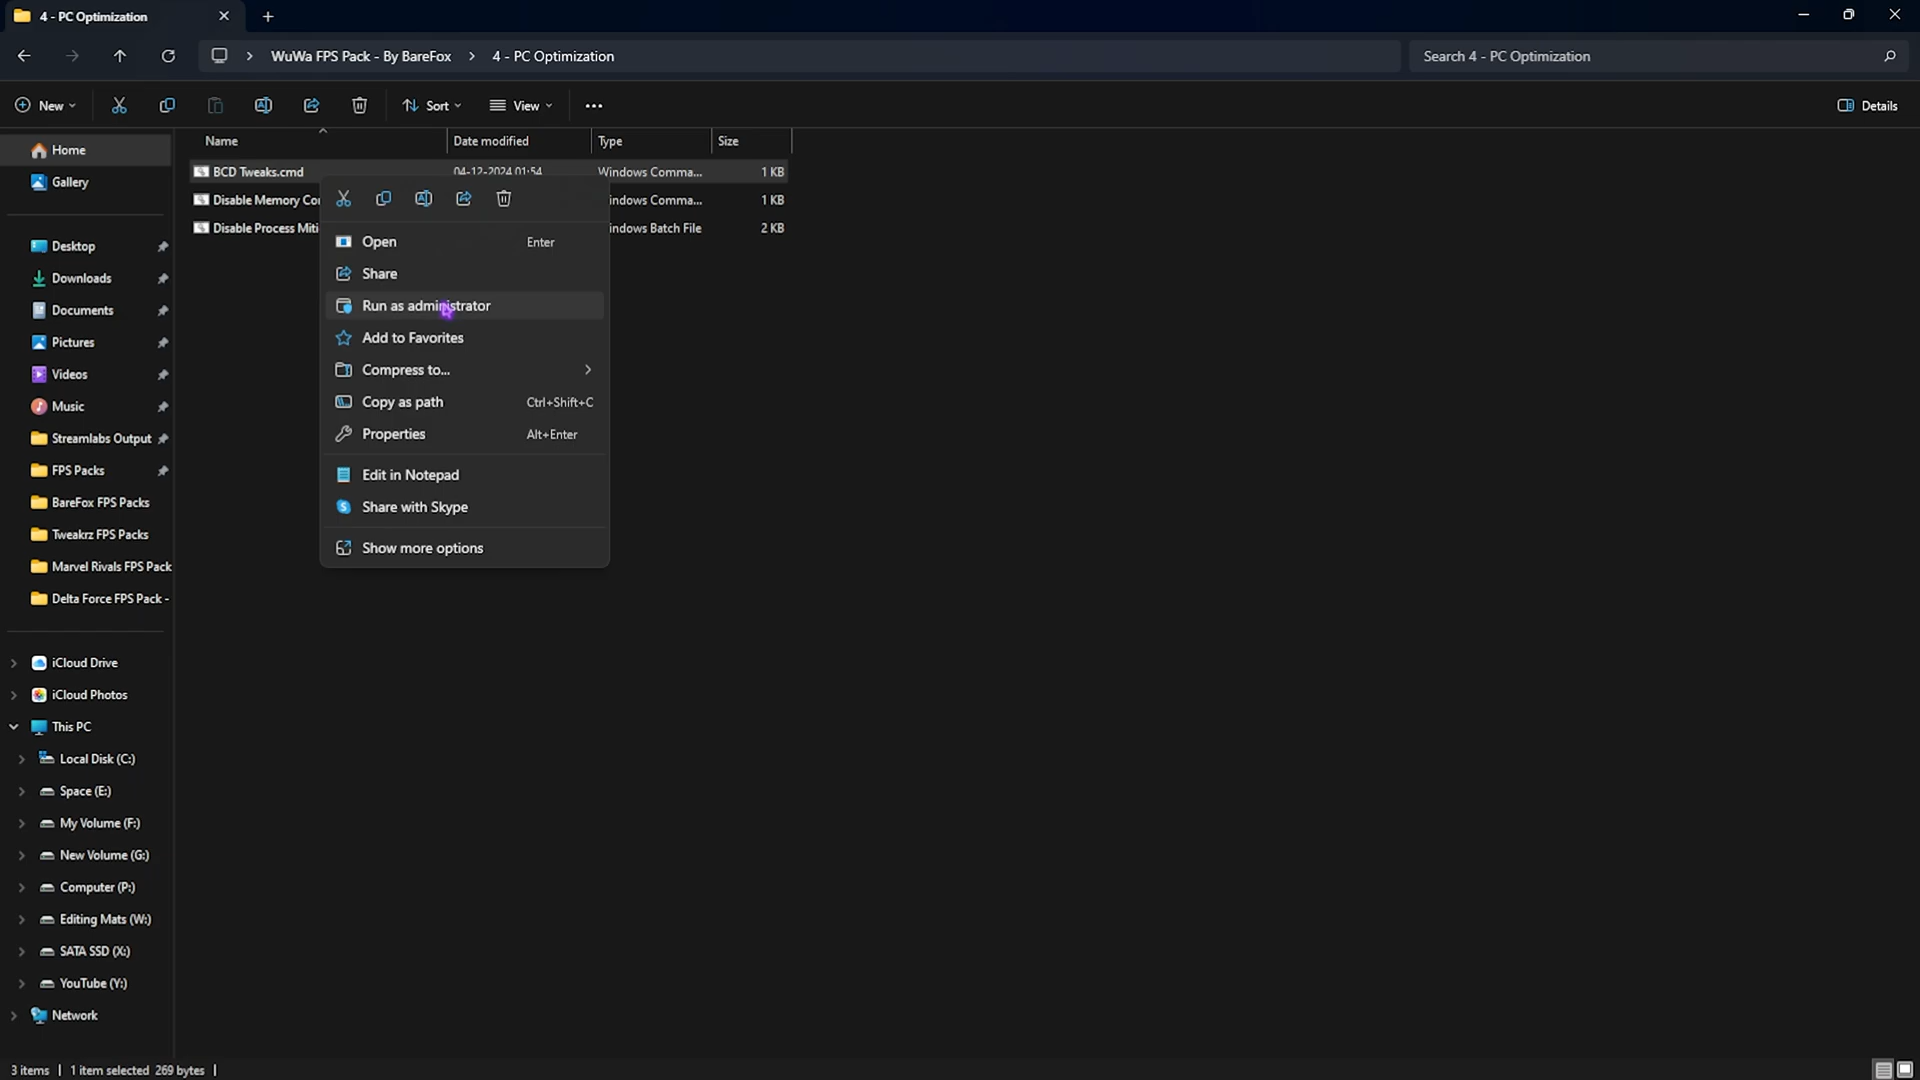 4 - PC Optimization
WuWa FPS Pack - By BareFox > 4 - PC Optimization
Search 4 - PC Optimization
New
Sort
View
Details
Name
Date modified
Type
Size
Home
Gallery
Desktop
Downloads
Documents
Pictures
Videos
Music
Streamlabs Output
FPS Packs
BareFox FPS Packs
Tweakrz FPS Packs
Marvel Rivals FPS Pack
Delta Force FPS Pack -
iCloud Drive
iCloud Photos
This PC
Local Disk (C:)
Space (E:)
My Volume (F:)
New Volume (G:)
Computer (P:)
Editing Mats (W:)
SATA SSD (X:)
YouTube (Y:)
Network
BCD Tweaks.cmd 04-12-2024 01:54 Windows Comma... 1 KB
Disable Memory Co indows Comma... 1 KB
Disable Process Miti indows Batch File 2 KB
Open Enter
Share
Run as administrator
Add to Favorites
Compress to...
Copy as path Ctrl+Shift+C
Properties Alt+Enter
Edit in Notepad
Share with Skype
Show more options
3 items | 1 item selected 269 bytes |